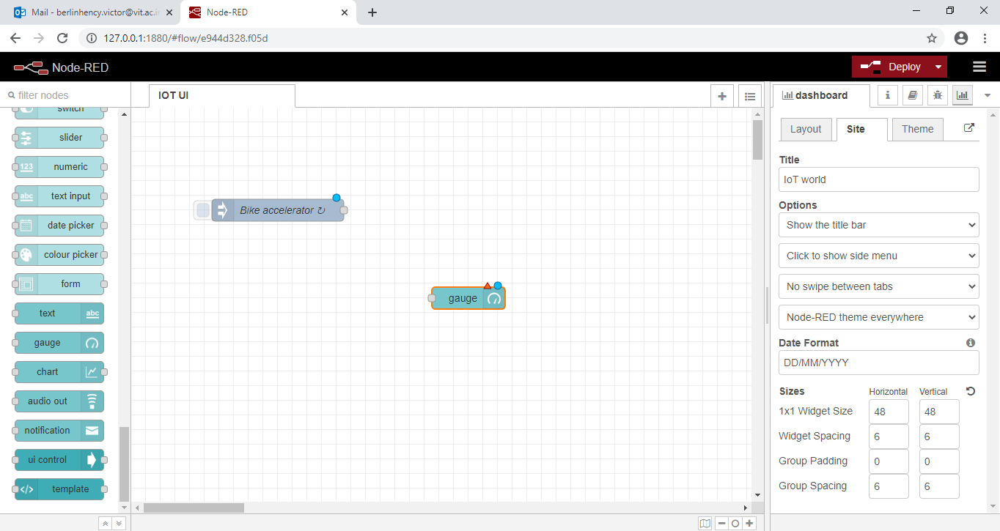 Mail - berlinhency.victor@vit.ac.i
Node-RED
127.0.0.1:1880/#flow/e944d328.f05d
Node-RED
Deploy
filter nodes
IOT UI
dashboard
switch
slider
123 numeric
abc text input
date picker
colour picker
form
text abc
gauge
chart
audio out
notification
ui control
</> template
Bike accelerator ↻
gauge
Layout
Site
Theme
Title
IoT world
Options
Show the title bar
Click to show side menu
No swipe between tabs
Node-RED theme everywhere
Date Format
DD/MM/YYYY
Sizes Horizontal Vertical
1x1 Widget Size 48 48
Widget Spacing 6 6
Group Padding 0 0
Group Spacing 6 6